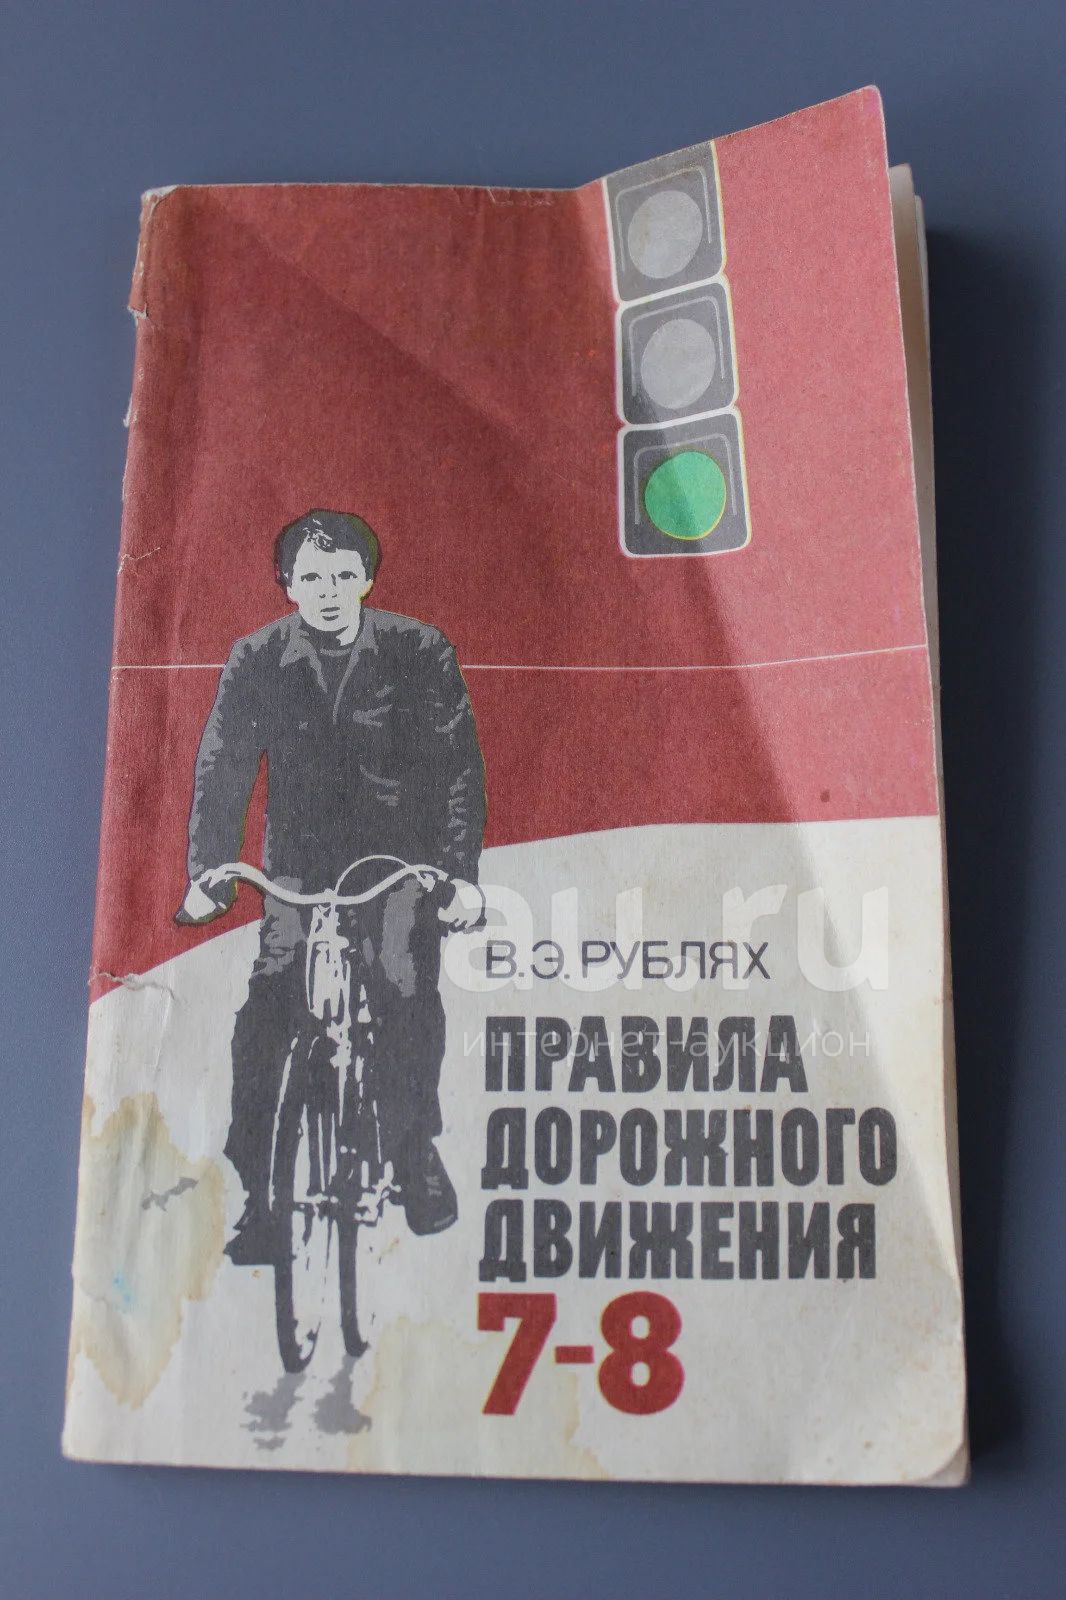 au.ru
интернет-аукцион
В.Э.РУБЛЯХ
ПРАВИЛА
ДОРОЖНОГО
ДВИЖЕНИЯ
7-8